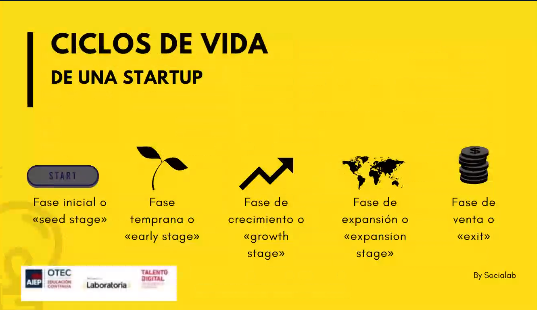 CICLOS DE VIDA
DE UNA STARTUP
START
Fase inicial o
«seed stage»
Fase
temprana o
«early stage»
Fase de
crecimiento o
«growth
stage»
Fase de
expansión o
«expansion
stage»
Fase de
venta o
«exit»
By Socialab
AIEP
OTEC
EDUCACIÓN
CONTINUA
Laboratoria
TALENTO
DIGITAL